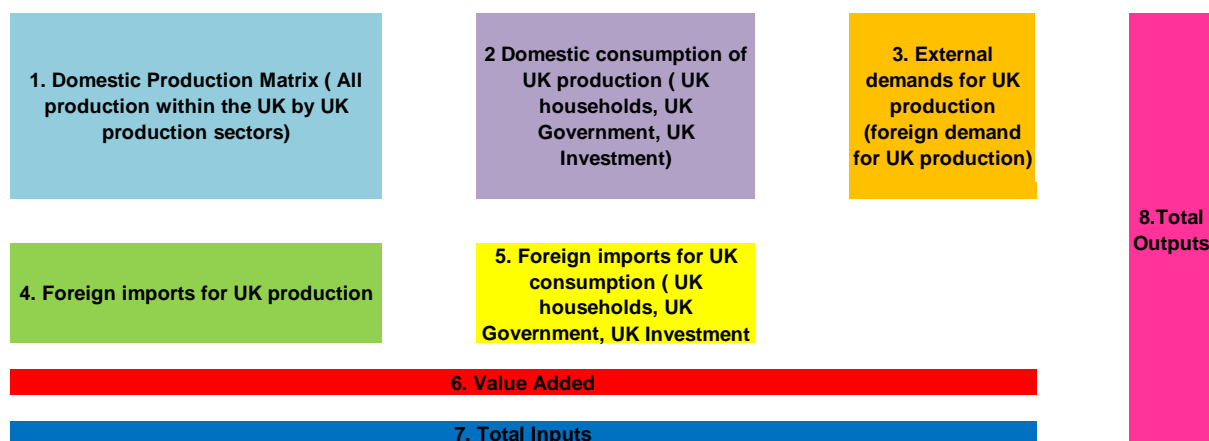 1. Domestic Production Matrix ( All
production within the UK by UK
production sectors)
2 Domestic consumption of
UK production ( UK
households, UK
Government, UK
Investment)
3. External
demands for UK
production
(foreign demand
for UK production)
8.Total
Outputs
4. Foreign imports for UK production
5. Foreign imports for UK
consumption ( UK
households, UK
Government, UK Investment
6. Value Added
7. Total Inputs